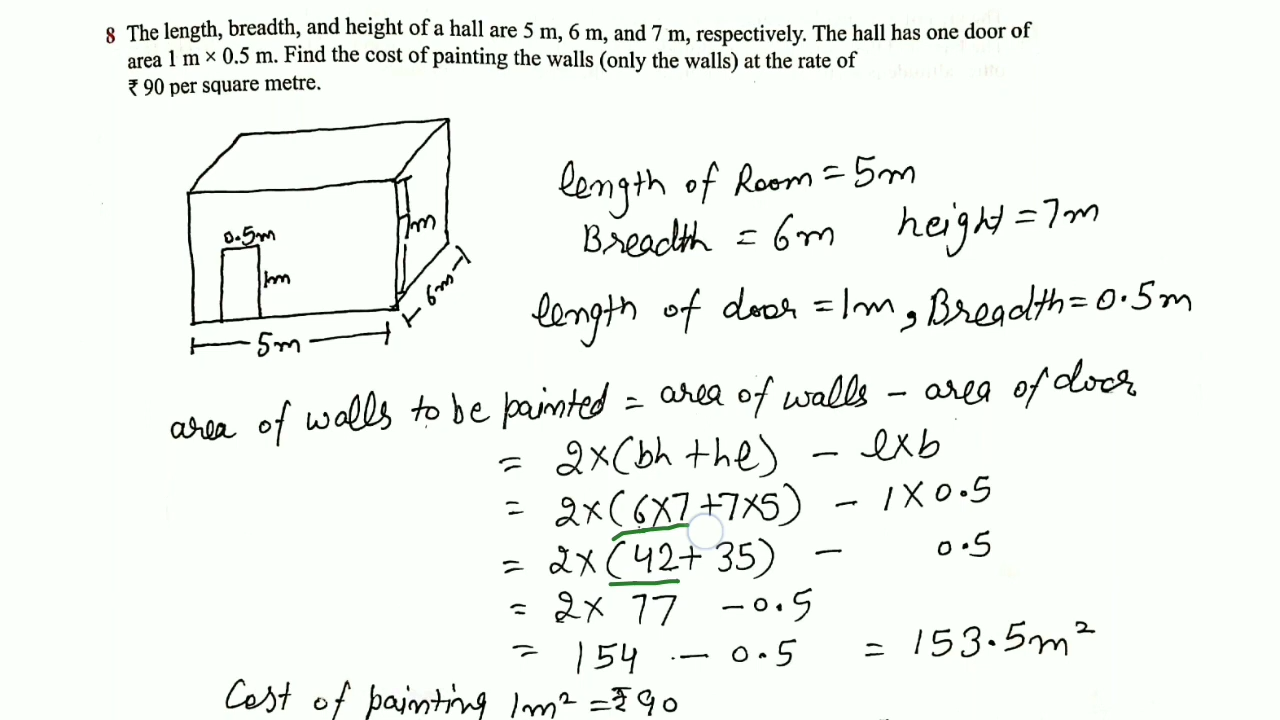 8 The length, breadth, and height of a hall are 5 m, 6 m, and 7 m, respectively. The hall has one door of
area 1 m × 0.5 m. Find the cost of painting the walls (only the walls) at the rate of
₹ 90 per square metre.
0.5m
1m
7m
6m
5m
length of Room = 5m
Breadth = 6m height = 7m
length of door = 1m, Breadth = 0.5m
area of walls to be painted = area of walls - area of door
= 2×(bh + hl) - l×b
= 2×(6×7+7×5) - 1×0.5
= 2×(42+35) - 0.5
= 2× 77 - 0.5
= 154 - 0.5 = 153.5m²
Cost of painting 1m² = ₹90